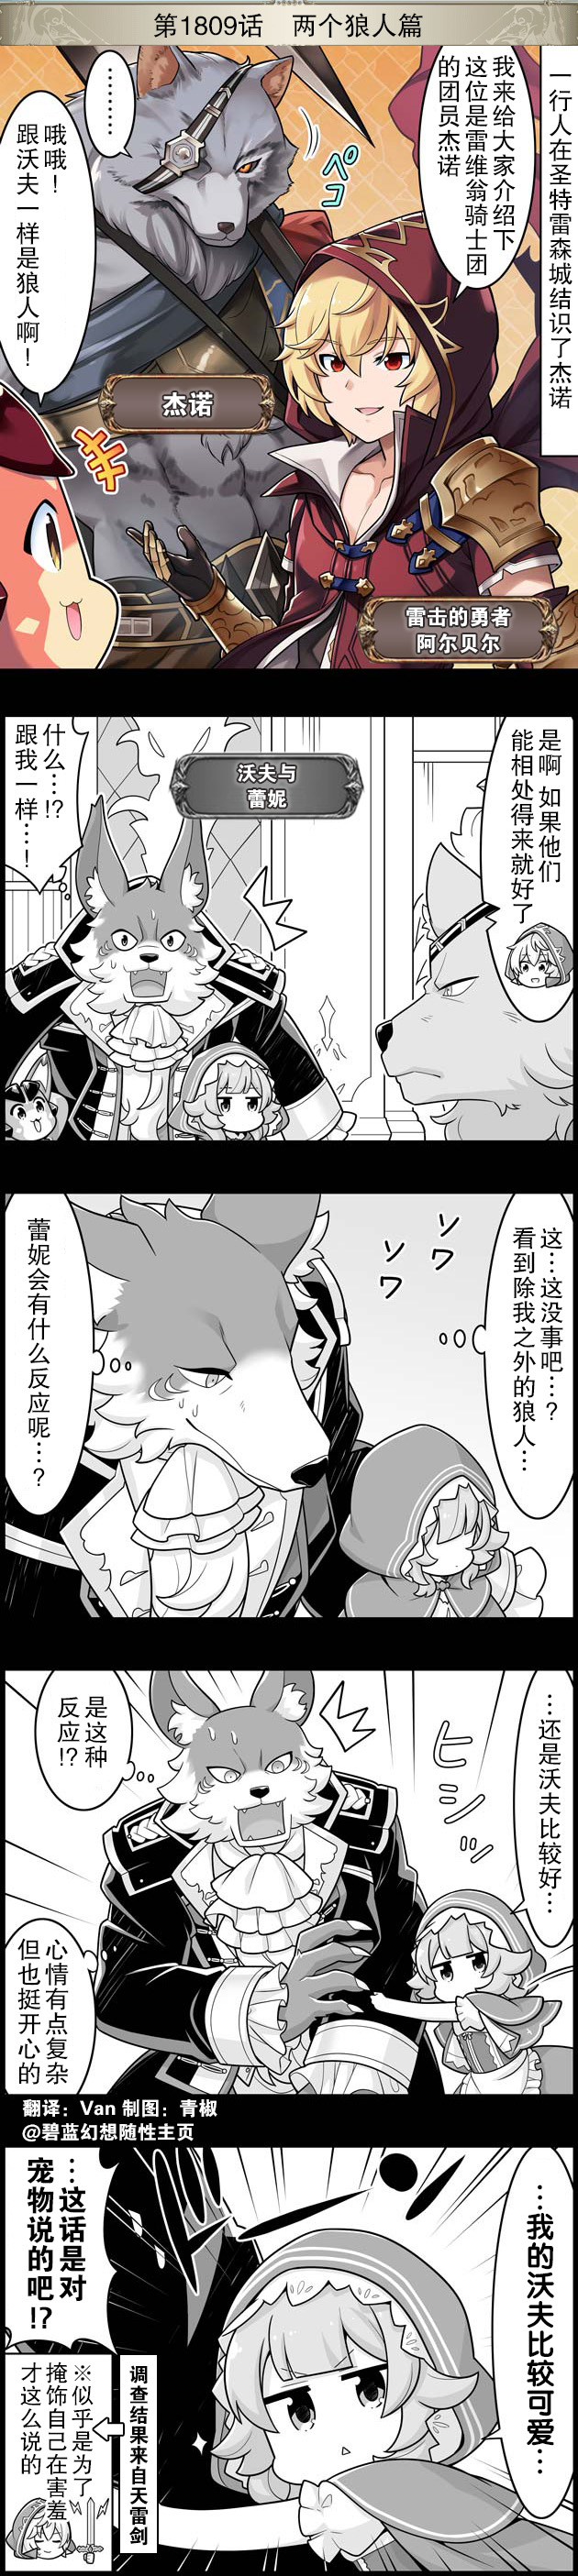 第1809话　两个狼人篇
一行人在圣特雷森城结识了杰诺
我来给大家介绍下
这位是雷维翁骑士团
的团员杰诺
ペコ
………
哦哦！
跟沃夫一样是狼人啊！
杰诺
雷击的勇者
阿尔贝尔
是啊 如果他们
能相处得来就好了
沃夫与
蕾妮
什么…!?
跟我一样…！
这…这没事吧…？
看到除我之外的狼人…
ソワ
ソワ
蕾妮会有什么反应呢…？
…还是沃夫比较好…
ヒシ
是这种
反应!?
心情有点复杂
但也挺开心的
翻译：Van 制图：青椒
@碧蓝幻想随性主页
…我的沃夫比较可爱…
…这话是对
宠物说的吧!?
调查结果来自天雷剑
※似乎是为了
掩饰自己在害羞
才这么说的